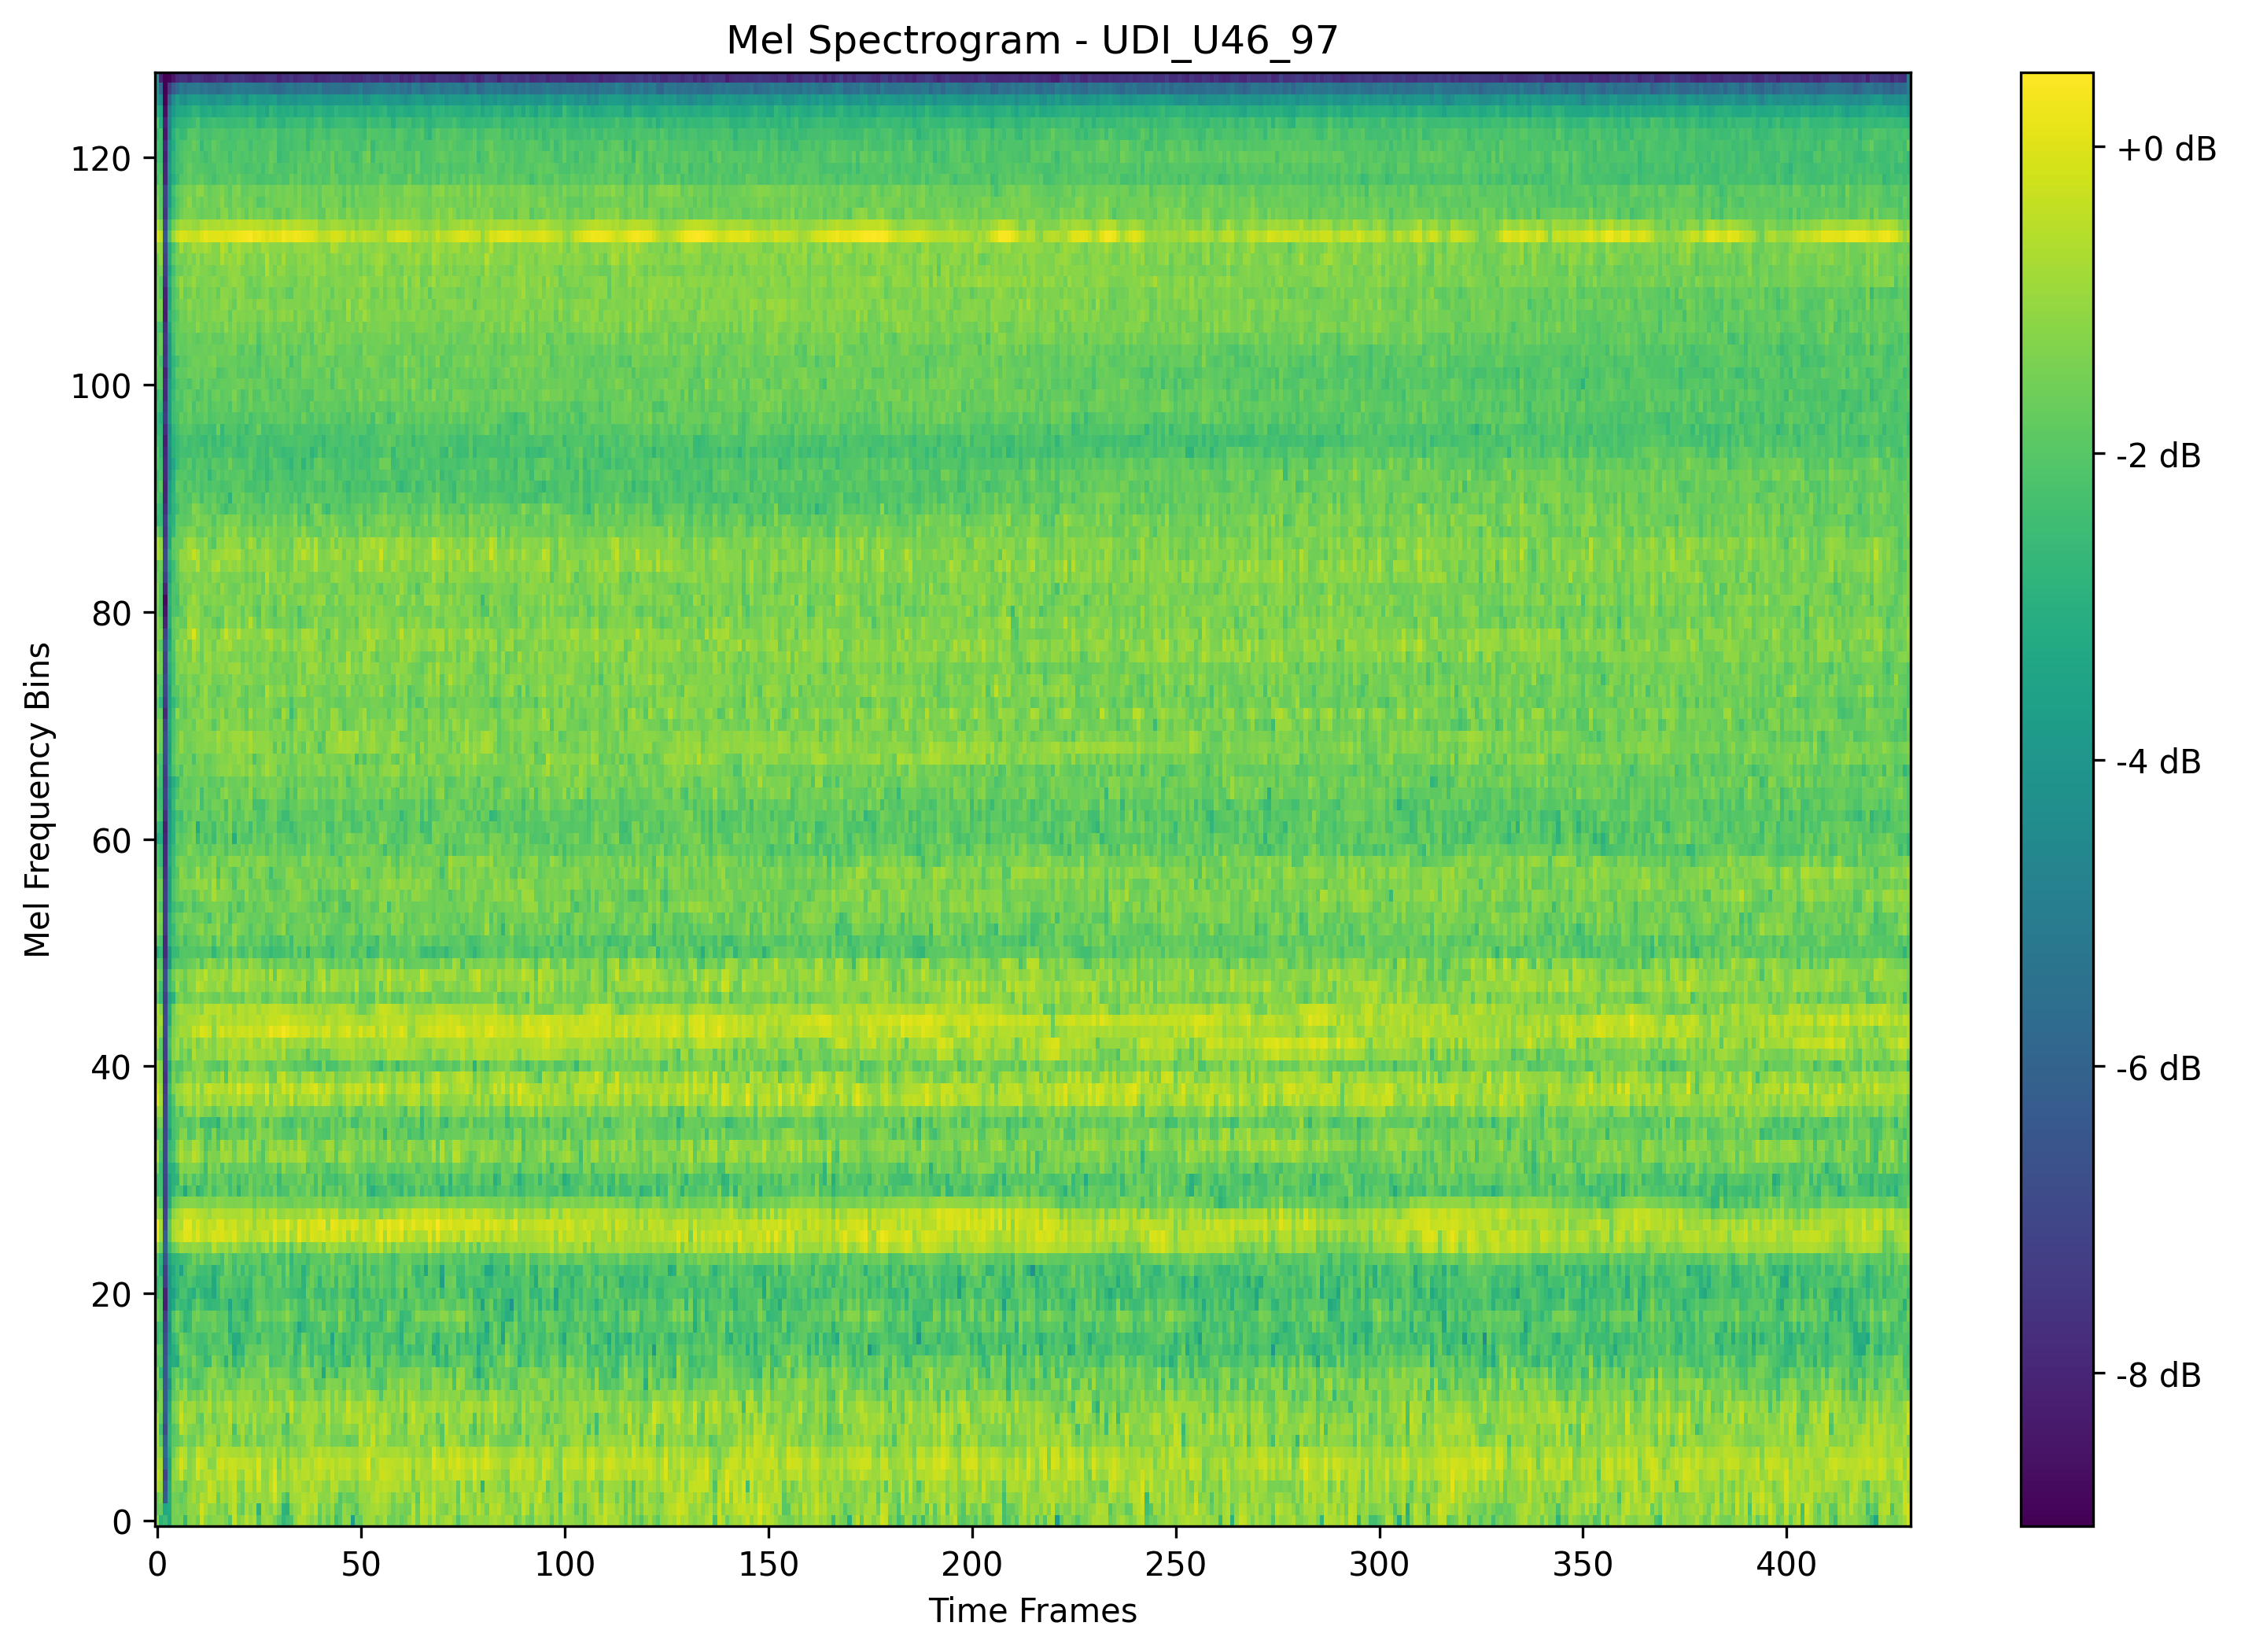 Mel Spectrogram - UDI_U46_97
Mel Frequency Bins
120
100
80
60
40
20
0
0 50 100 150 200 250 300 350 400
Time Frames
+0 dB
-2 dB
-4 dB
-6 dB
-8 dB